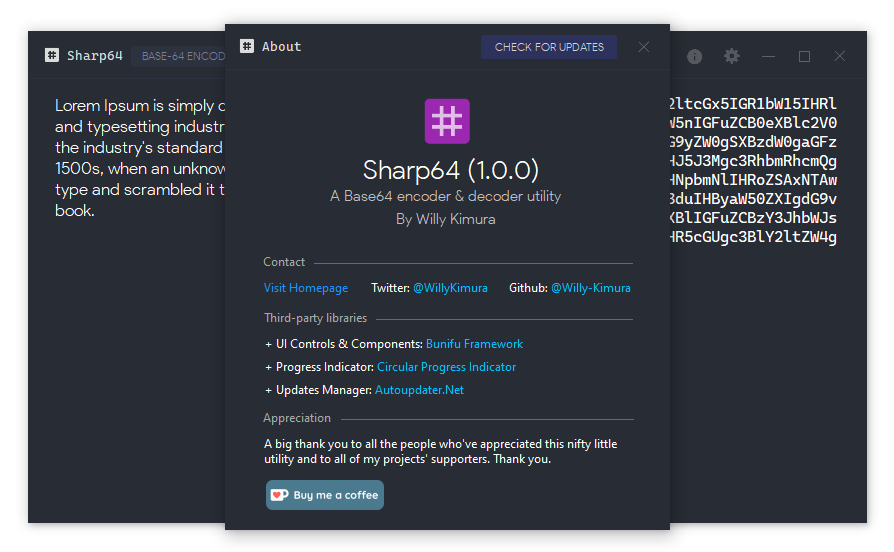 Sharp64
BASE-64 ENCOD
Lorem Ipsum is simply
and typesetting industr
the industry's standard
1500s, when an unknow
type and scrambled it t
book.
About
CHECK FOR UPDATES
Sharp64 (1.0.0)
A Base64 encoder & decoder utility
By Willy Kimura
Contact
Visit Homepage Twitter: @WillyKimura Github: @Willy-Kimura
Third-party libraries
+ UI Controls & Components: Bunifu Framework
+ Progress Indicator: Circular Progress Indicator
+ Updates Manager: Autoupdater.Net
Appreciation
A big thank you to all the people who've appreciated this nifty little
utility and to all of my projects' supporters. Thank you.
Buy me a coffee
2ltcGx5IGR1bW15IHRl
W5nIGFuZCB0eXBlc2V0
G9yZW0gSXBzdW0gaGFz
HJ5J3Mgc3RhbmRhcmQg
HNpbmNlIHRoZSAxNTAw
3duIHByaW50ZXIgdG9v
XBlIGFuZCBzY3JhbWJs
HR5cGUgc3BlY2ltZW4g